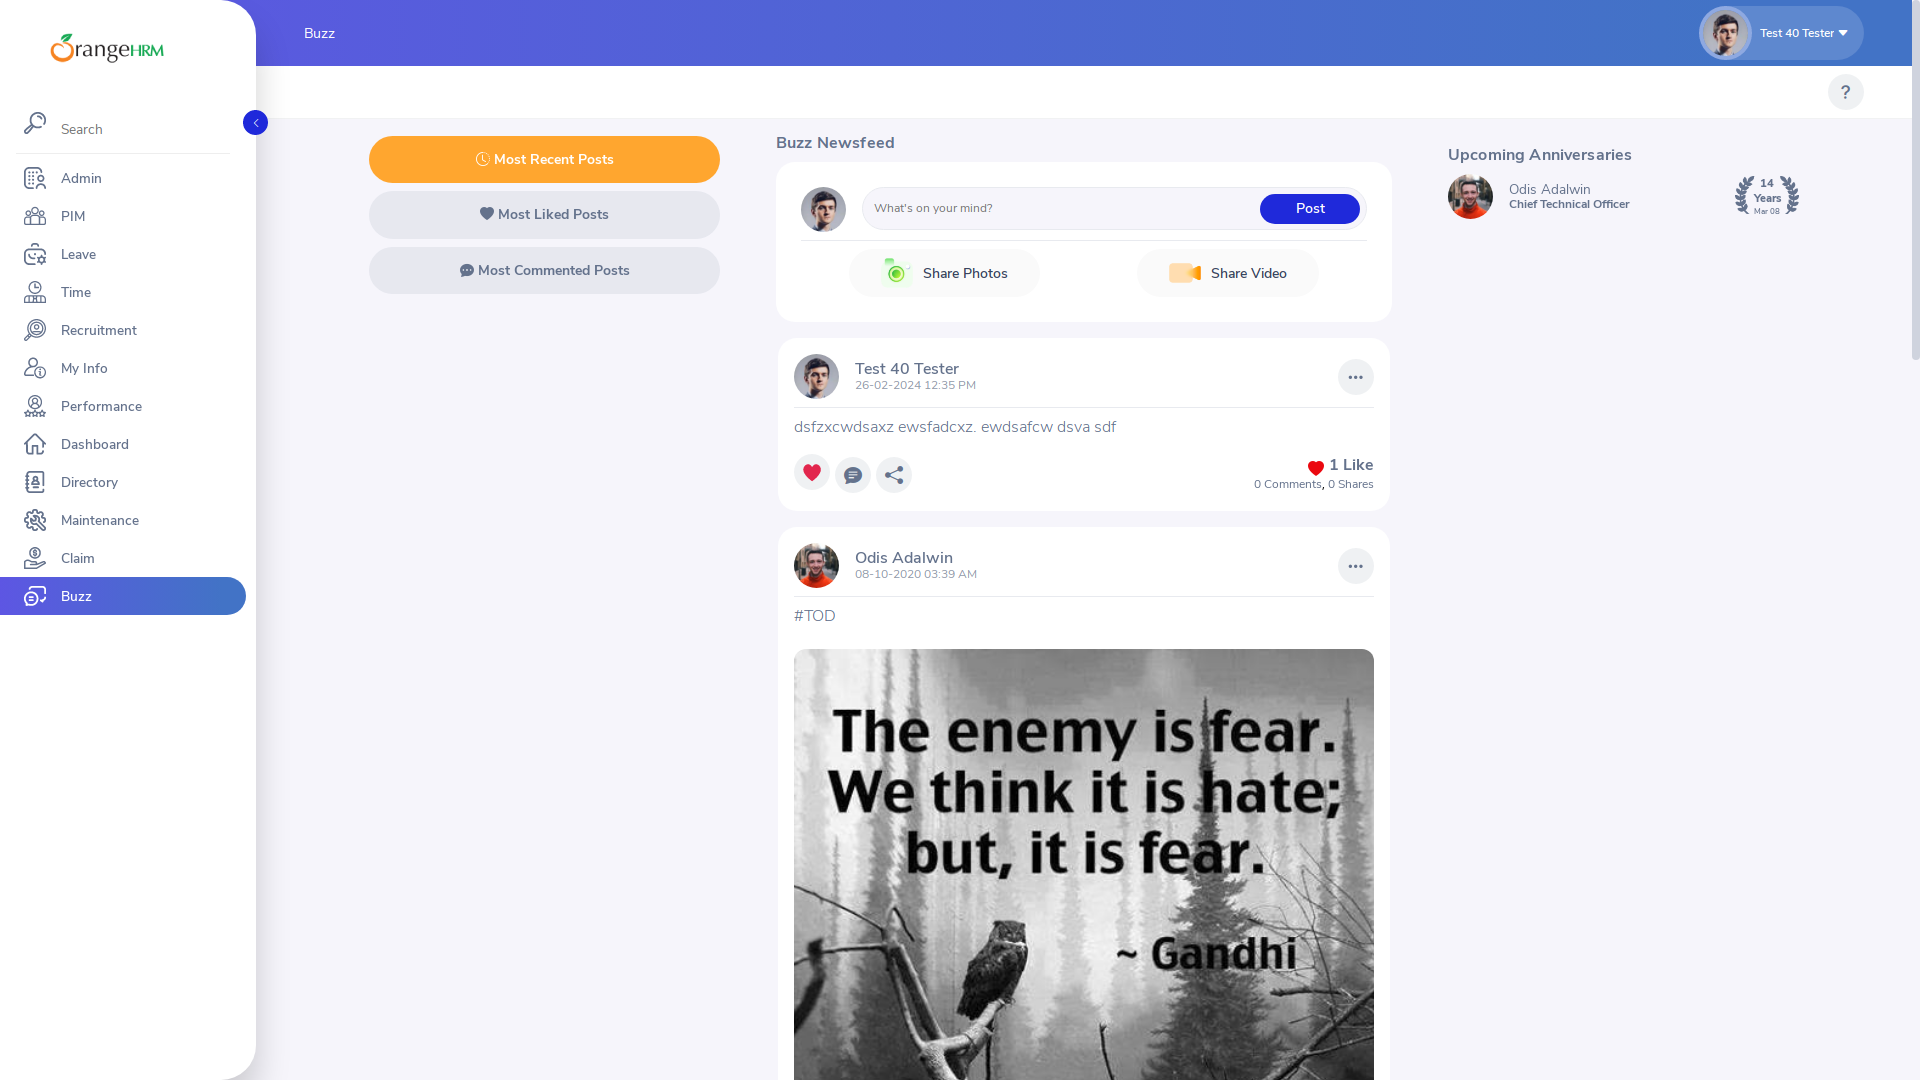 OrangeHRM
Search
Admin
PIM
Leave
Time
Recruitment
My Info
Performance
Dashboard
Directory
Maintenance
Claim
Buzz
Buzz
Test 40 Tester
?
Most Recent Posts
Most Liked Posts
Most Commented Posts
Buzz Newsfeed
What's on your mind?
Post
Share Photos
Share Video
Test 40 Tester
26-02-2024 12:35 PM
dsfzxcwdsaxz ewsfadcxz. ewdsafcw dsva sdf
1 Like
0 Comments, 0 Shares
Odis Adalwin
08-10-2020 03:39 AM
#TOD
The enemy is fear.
We think it is hate;
but, it is fear.
~ Gandhi
Upcoming Anniversaries
Odis Adalwin
Chief Technical Officer
14
Years
Mar 08